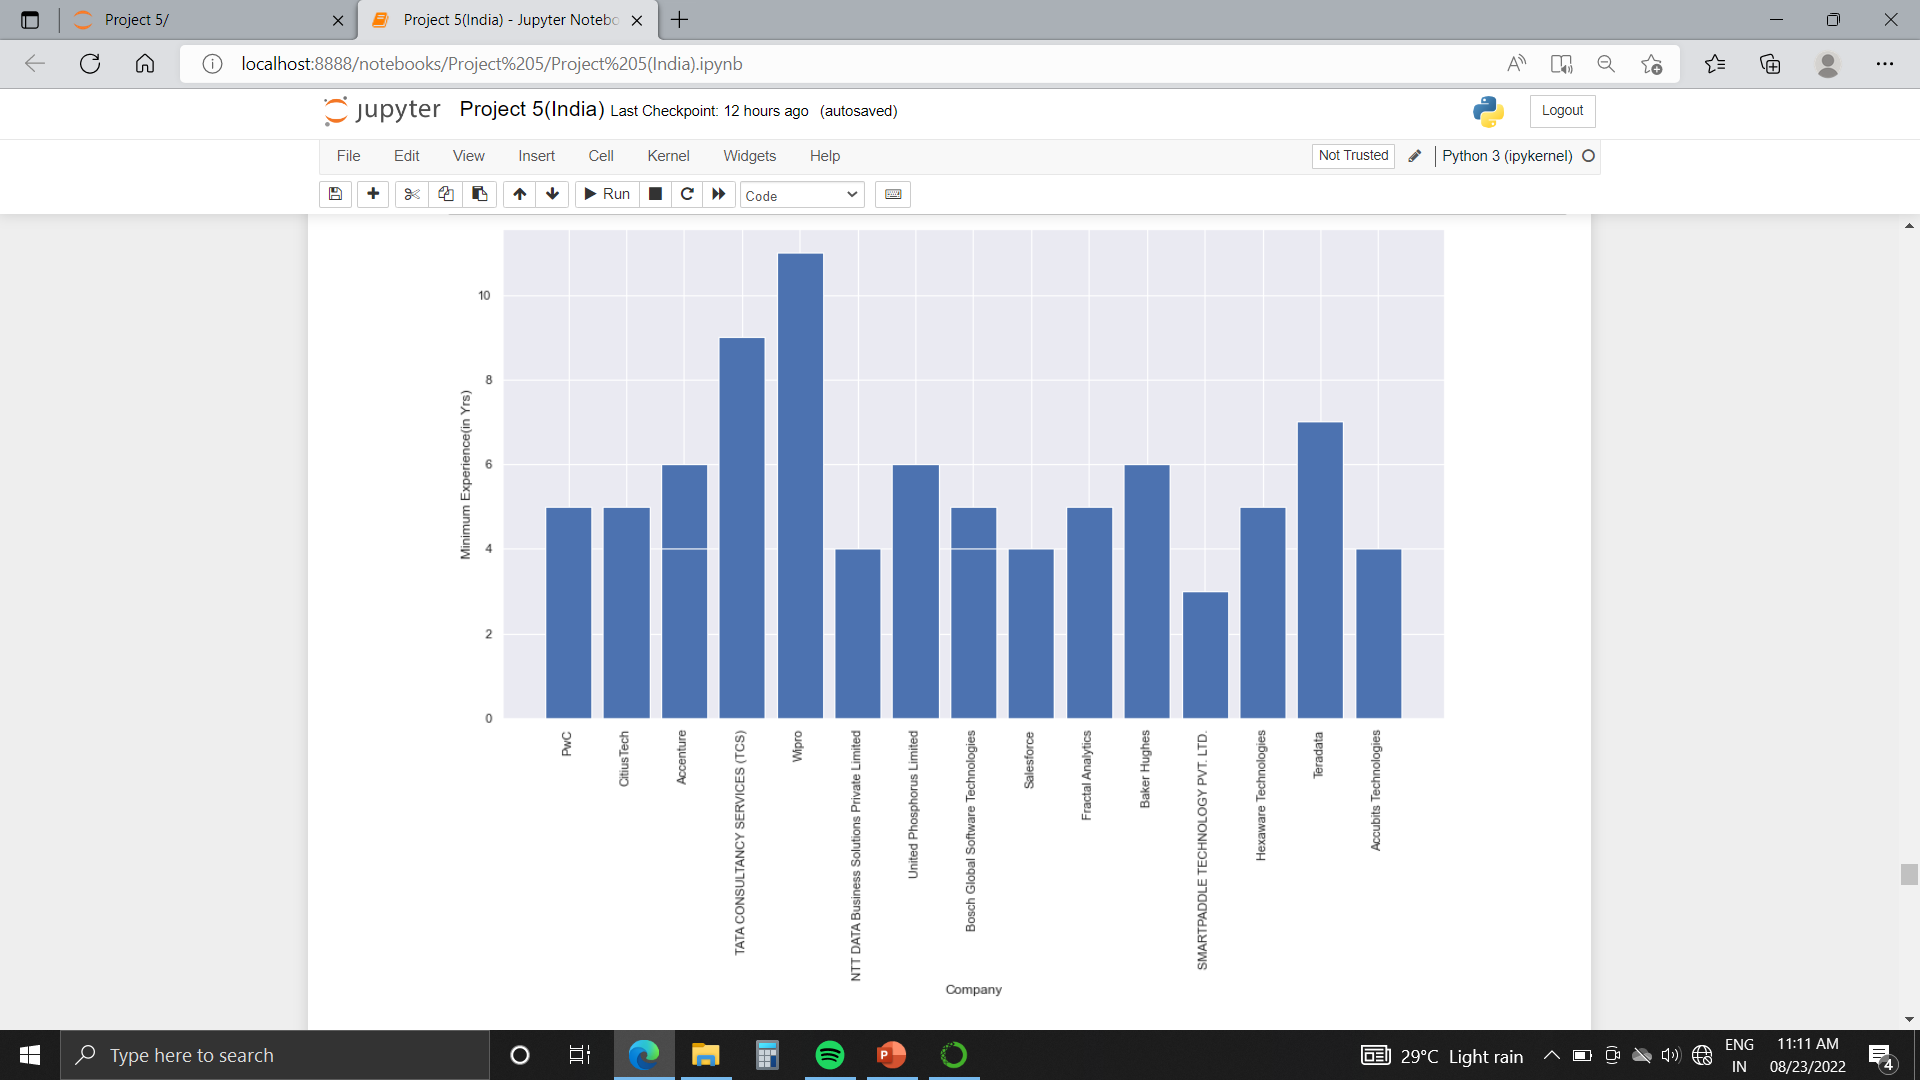 Project 5/
Project 5(India) - Jupyter Notebo
localhost:8888/notebooks/Project%205/Project%205(India).ipynb
jupyter Project 5(India) Last Checkpoint: 12 hours ago (autosaved)
Logout
File Edit View Insert Cell Kernel Widgets Help
Not Trusted
Python 3 (ipykernel)
Run
Code
Minimum Experience(in Yrs)
10
8
6
4
2
0
PwC
CitiusTech
Accenture
TATA CONSULTANCY SERVICES (TCS)
Wipro
NTT DATA Business Solutions Private Limited
United Phosphorus Limited
Bosch Global Software Technologies
Salesforce
Fractal Analytics
Baker Hughes
SMARTPADDLE TECHNOLOGY PVT. LTD.
Hexaware Technologies
Teradata
Accubits Technologies
Company
Type here to search
P
29°C Light rain
ENG
IN
11:11 AM
08/23/2022
4